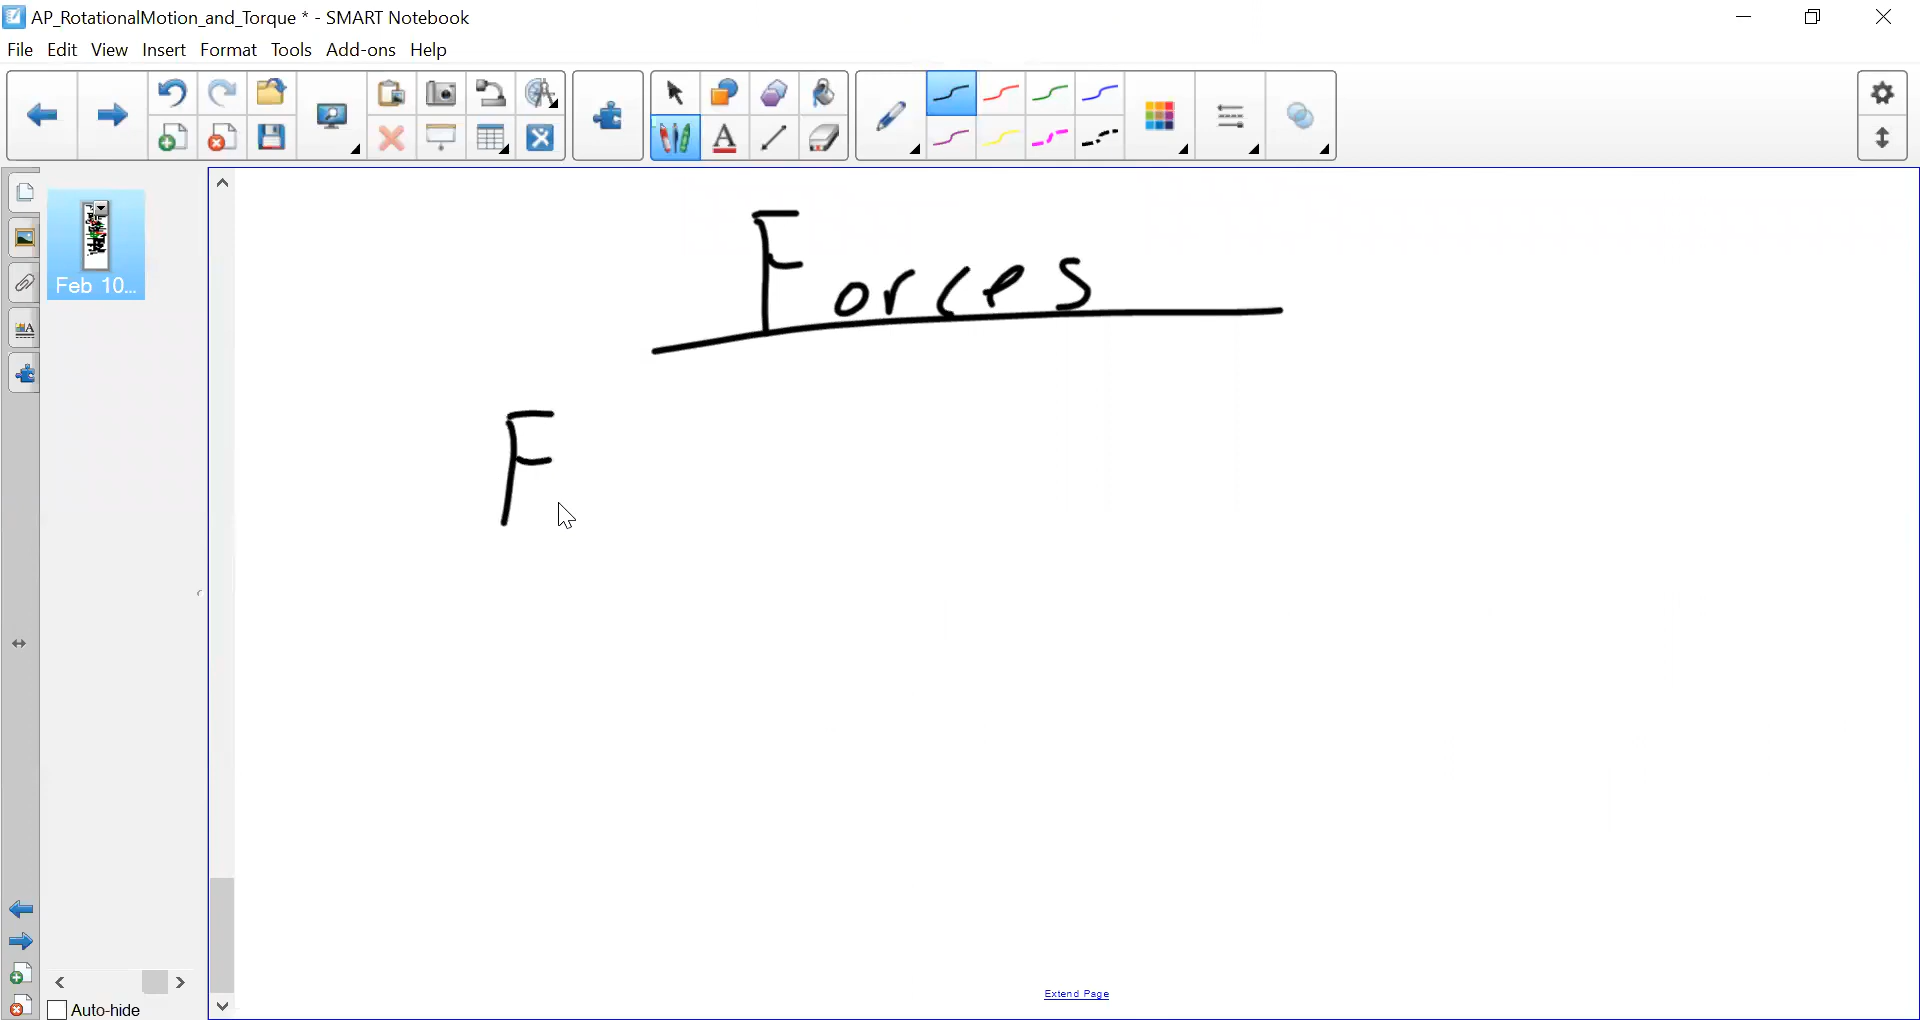 AP_RotationalMotion_and_Torque * - SMART Notebook
File Edit View Insert Format Tools Add-ons Help
Feb 10...
Forces
F
Extend Page
Auto-hide